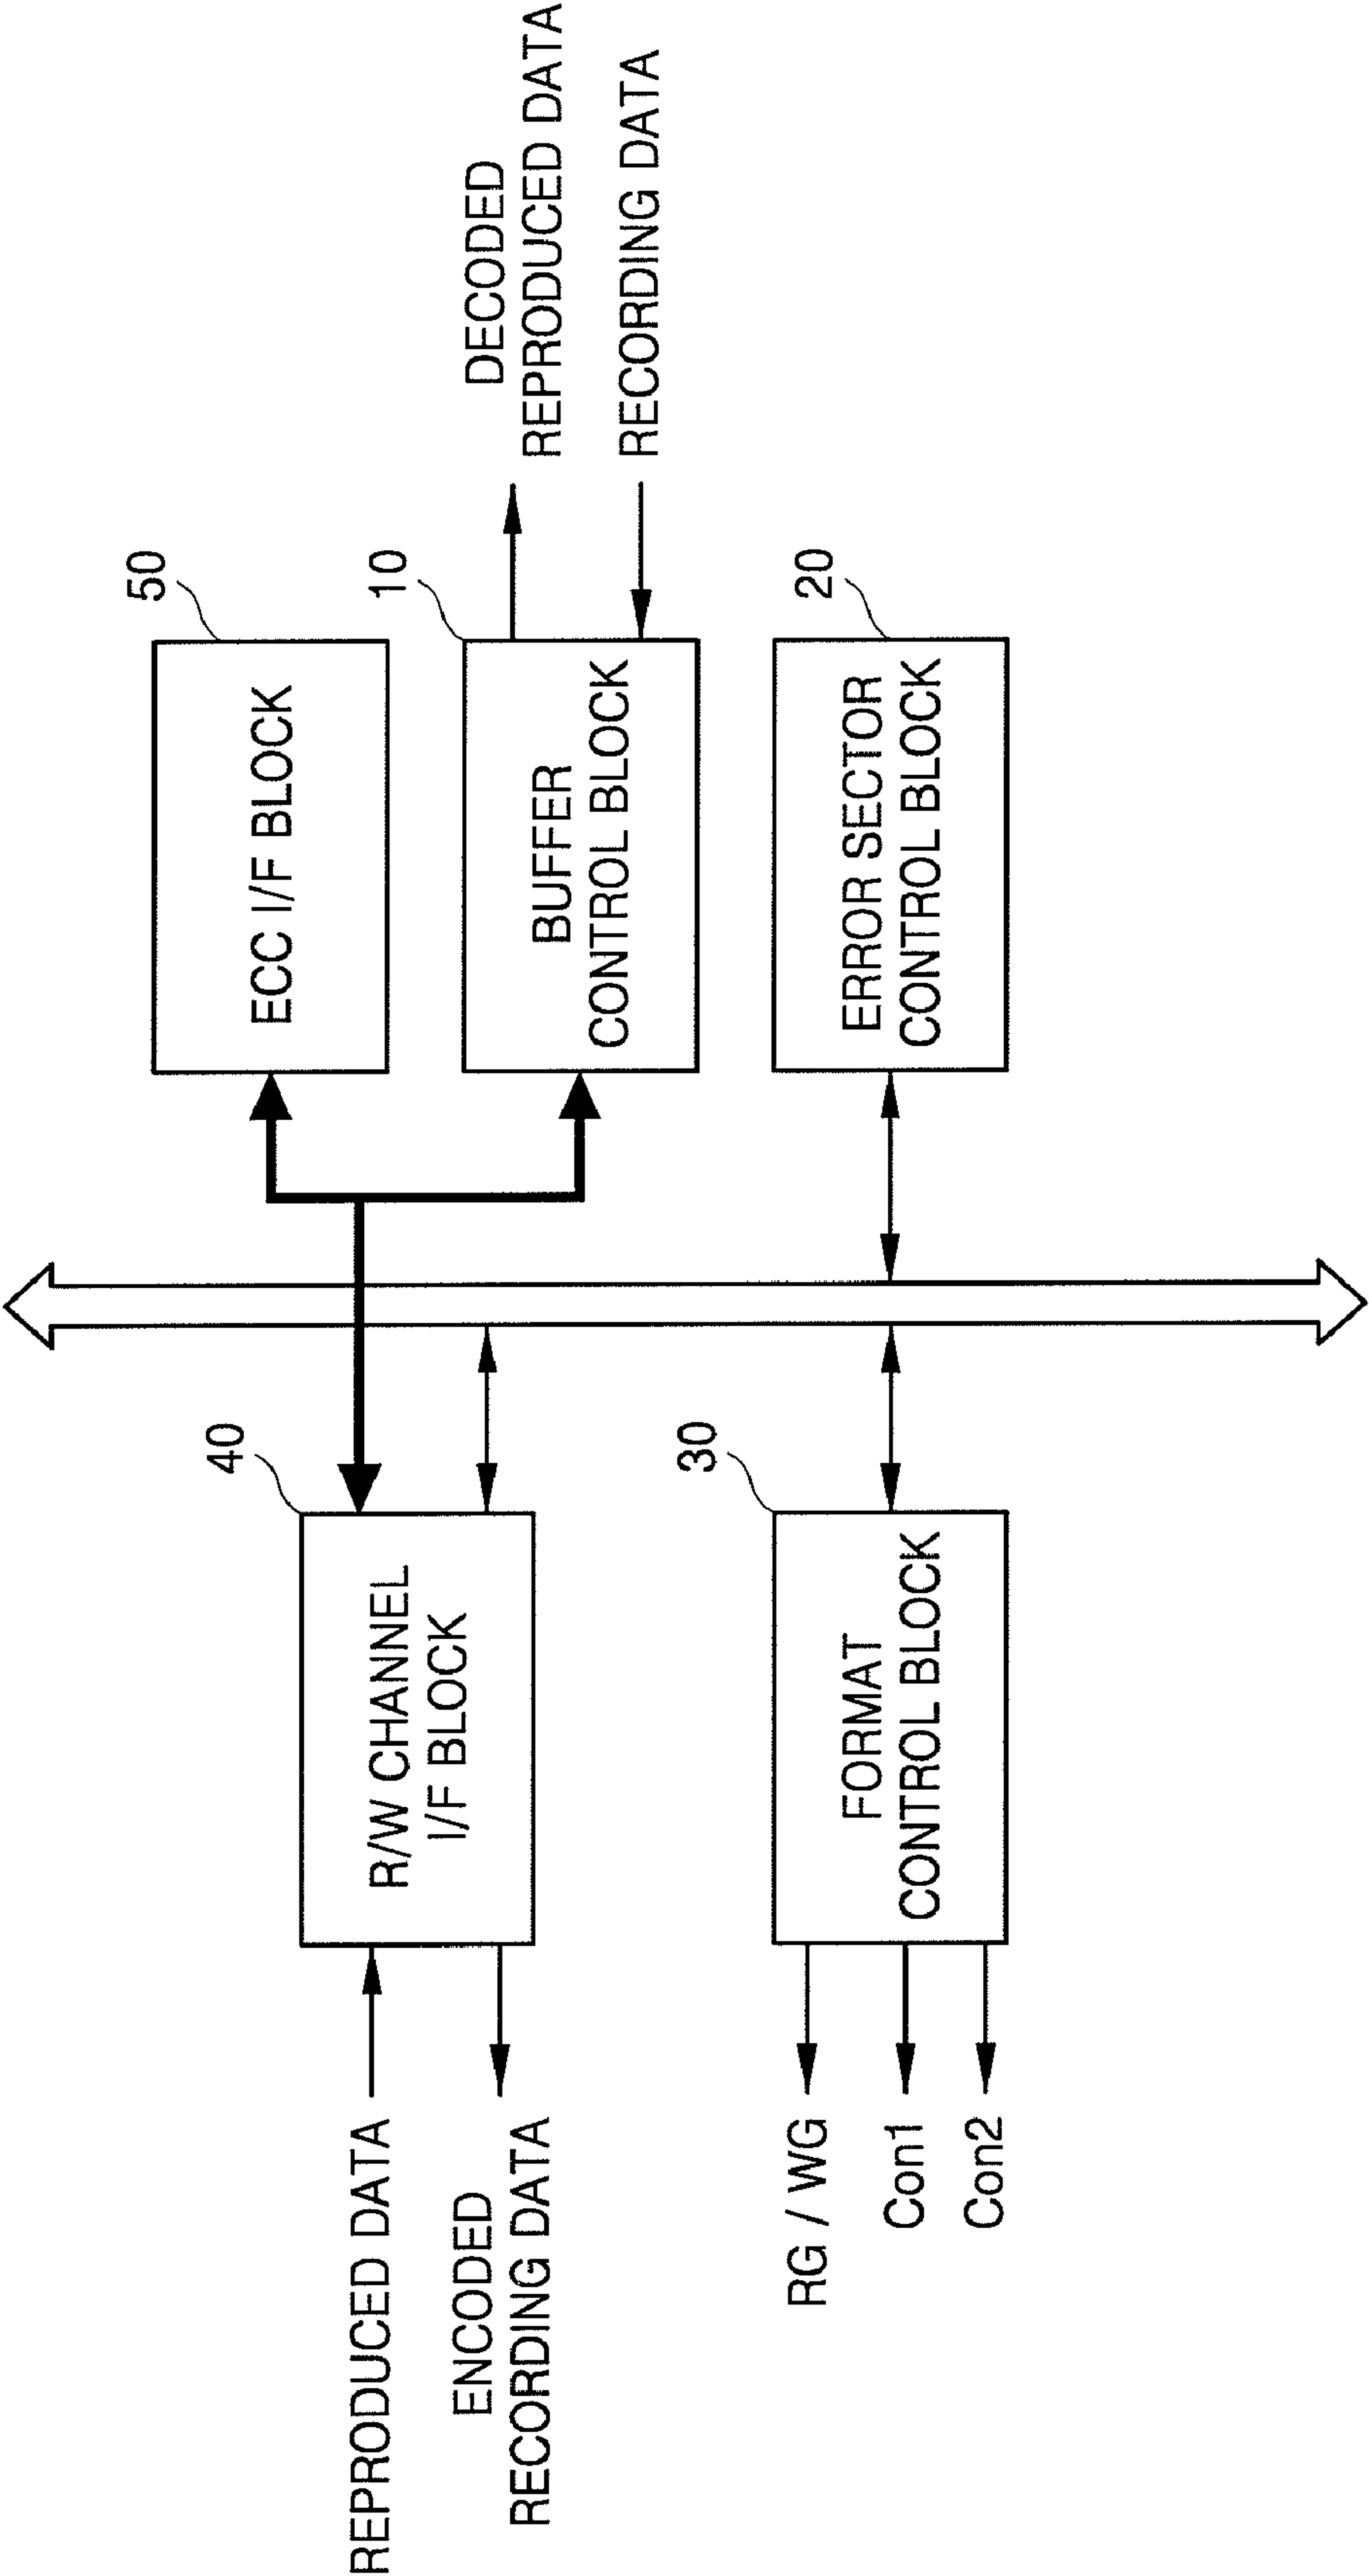 50
ECC I/F BLOCK
40
R/W CHANNEL
I/F BLOCK
REPRODUCED DATA
ENCODED
RECORDING DATA
10
BUFFER
CONTROL BLOCK
DECODED
REPRODUCED DATA
RECORDING DATA
30
FORMAT
CONTROL BLOCK
RG / WG
Con1
Con2
20
ERROR SECTOR
CONTROL BLOCK